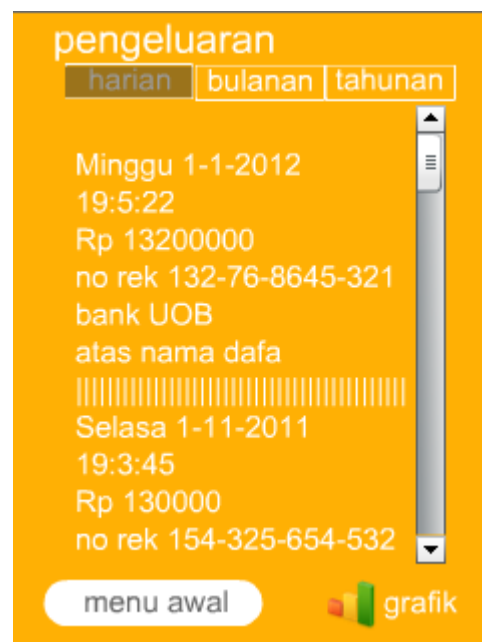 pengeluaran
harian bulanan tahunan
Minggu 1-1-2012
19:5:22
Rp 13200000
no rek 132-76-8645-321
bank UOB
atas nama dafa
||||||||||||||||||||||||||||||||||||||||||
Selasa 1-11-2011
19:3:45
Rp 130000
no rek 154-325-654-532
menu awal grafik